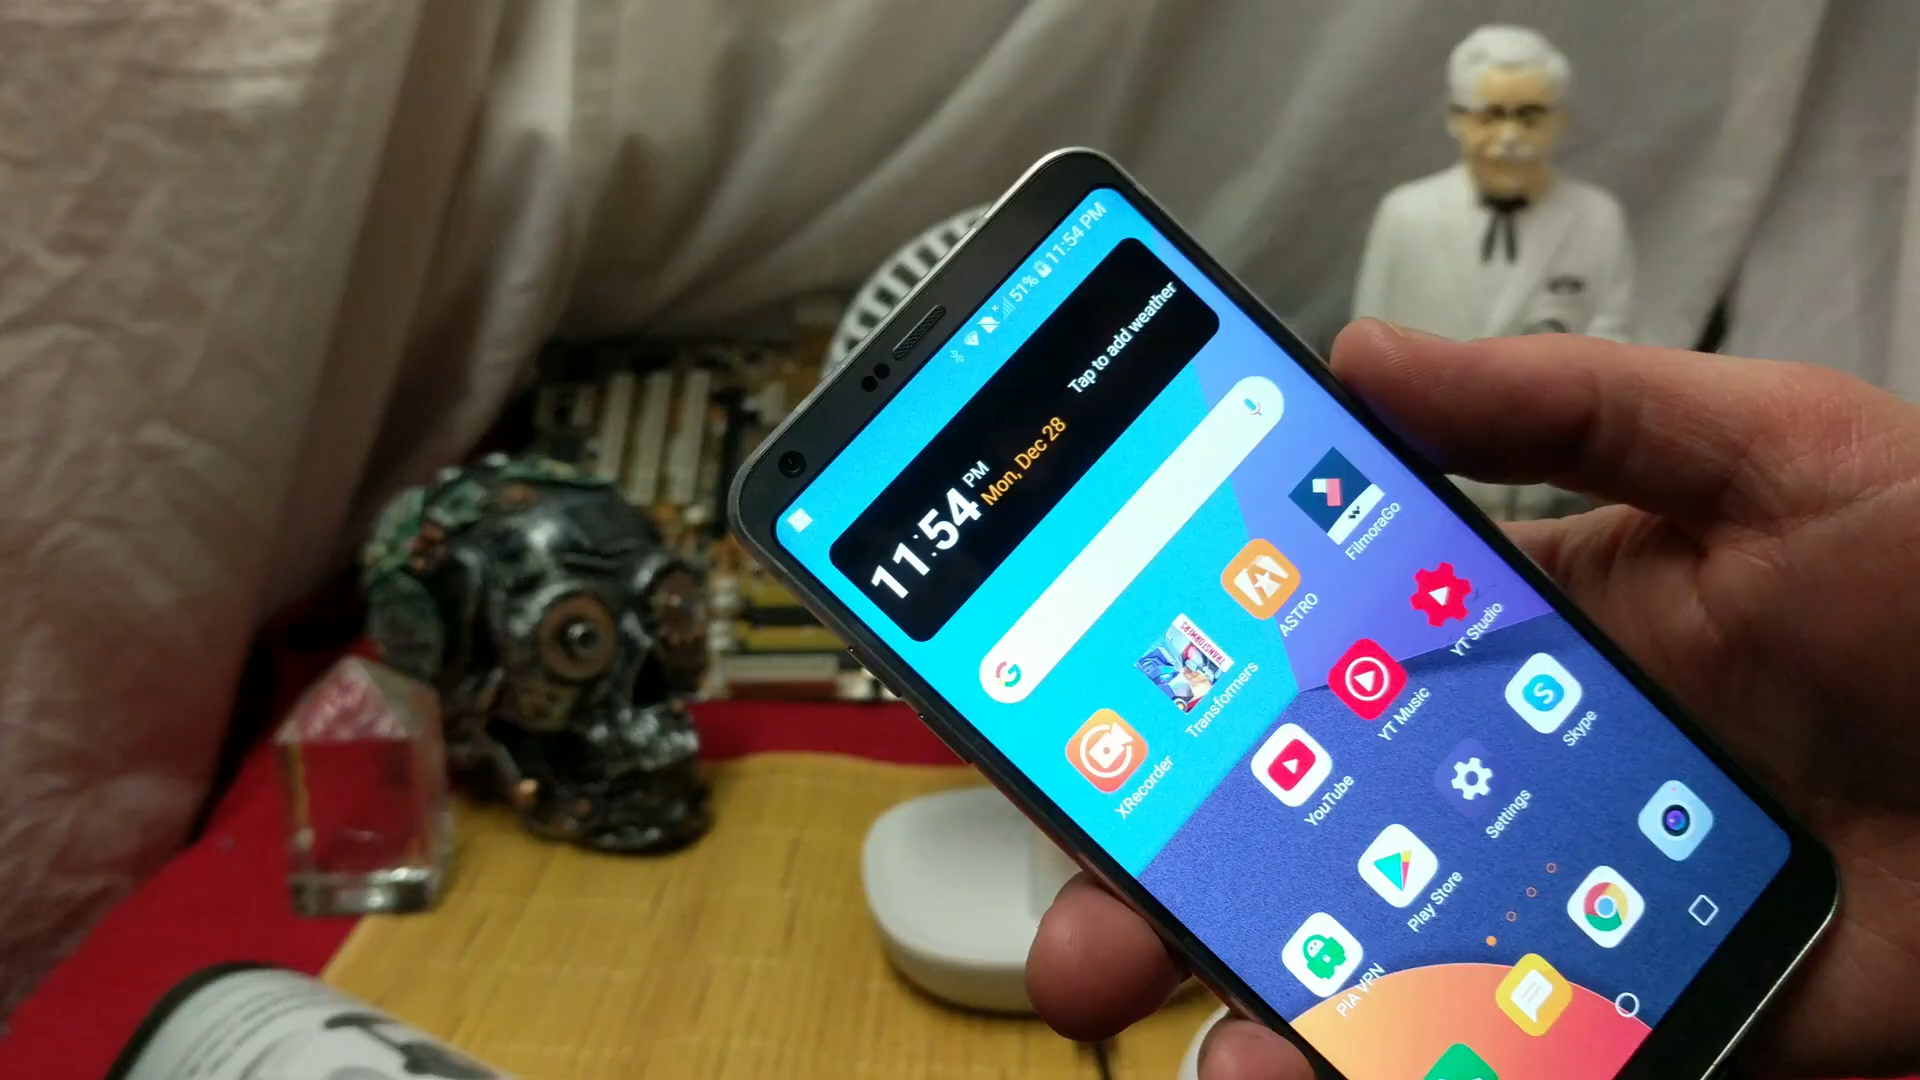 51% 11:54 PM
11:54 PM
Mon, Dec 28
Tap to add weather
G
XRecorder
TRANSFORMERS
Transformers
ASTRO
FilmoraGo
YouTube
YT Music
YT Studio
PIA VPN
Play Store
Settings
S
Skype